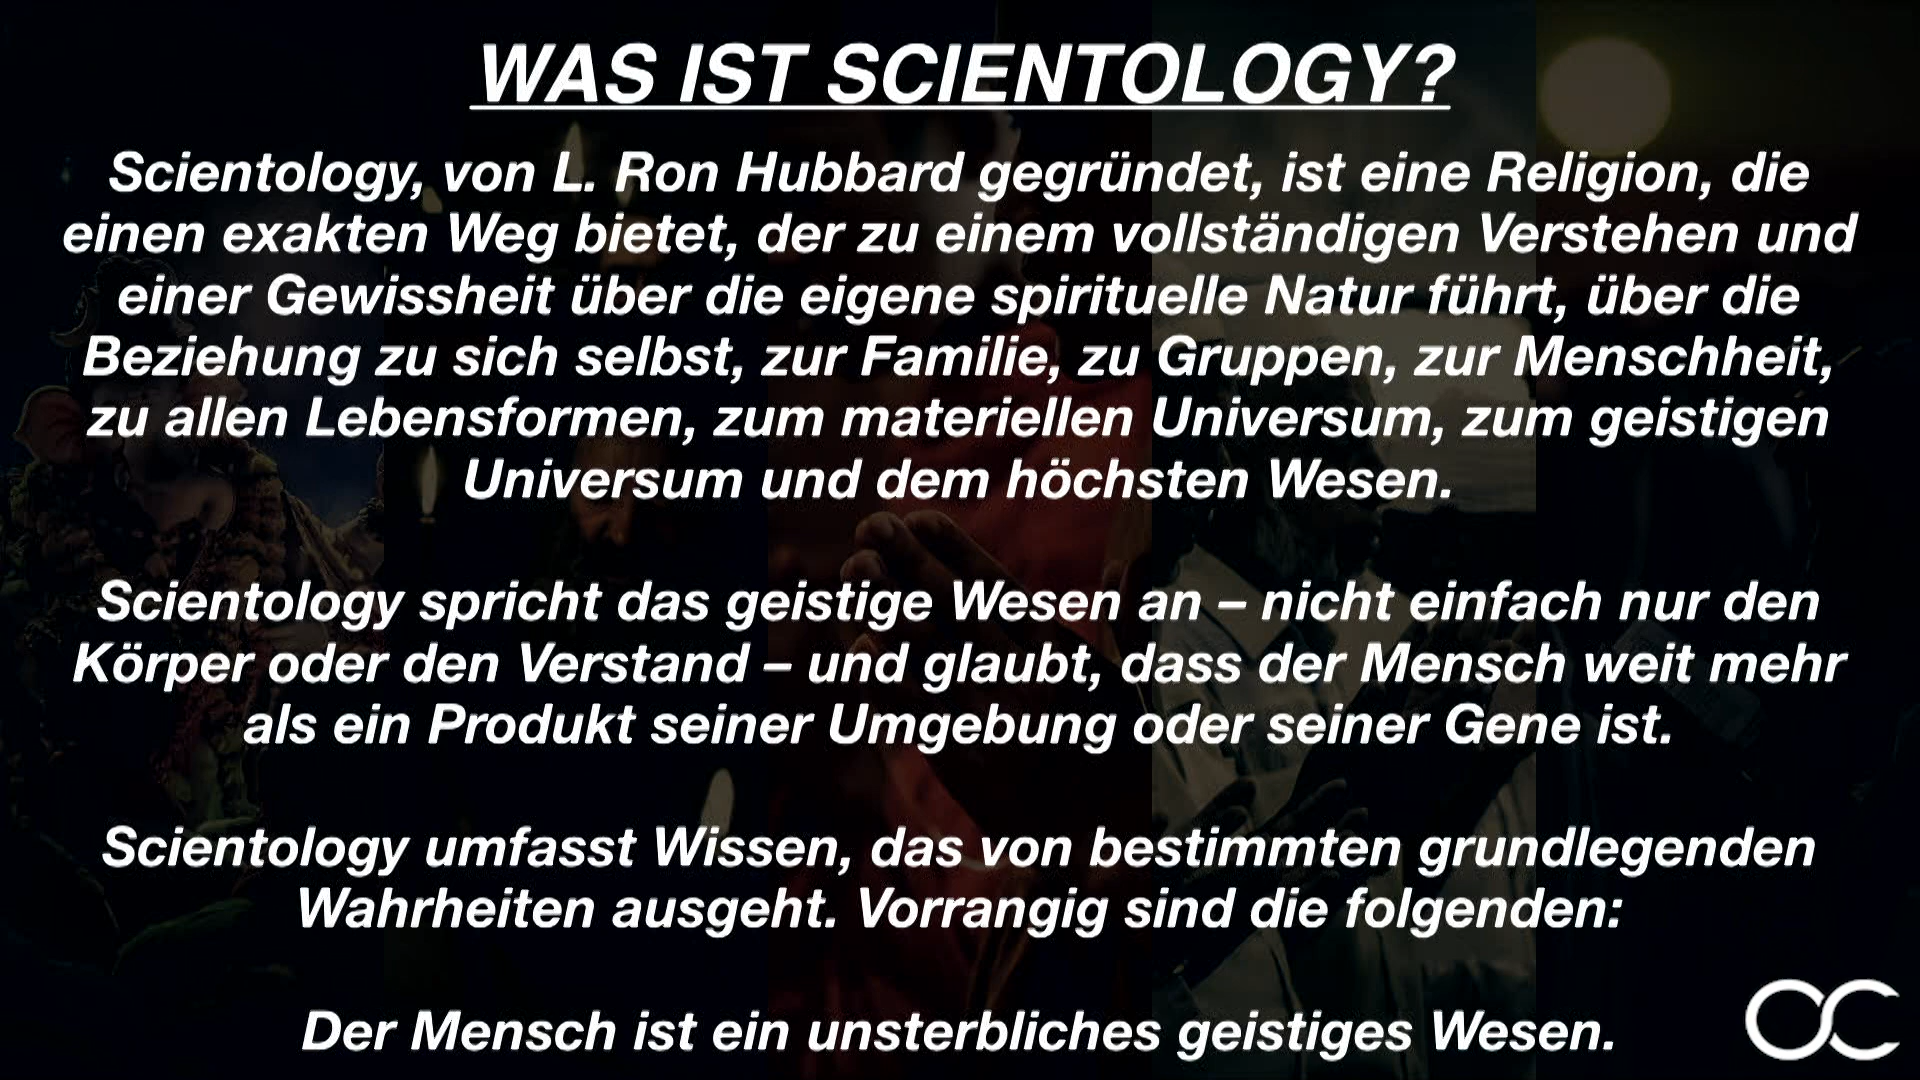 WAS IST SCIENTOLOGY?
Scientology, von L. Ron Hubbard gegründet, ist eine Religion, die
einen exakten Weg bietet, der zu einem vollständigen Verstehen und
einer Gewissheit über die eigene spirituelle Natur führt, über die
Beziehung zu sich selbst, zur Familie, zu Gruppen, zur Menschheit,
zu allen Lebensformen, zum materiellen Universum, zum geistigen
Universum und dem höchsten Wesen.
Scientology spricht das geistige Wesen an – nicht einfach nur den
Körper oder den Verstand – und glaubt, dass der Mensch weit mehr
als ein Produkt seiner Umgebung oder seiner Gene ist.
Scientology umfasst Wissen, das von bestimmten grundlegenden
Wahrheiten ausgeht. Vorrangig sind die folgenden:
Der Mensch ist ein unsterbliches geistiges Wesen.
OC